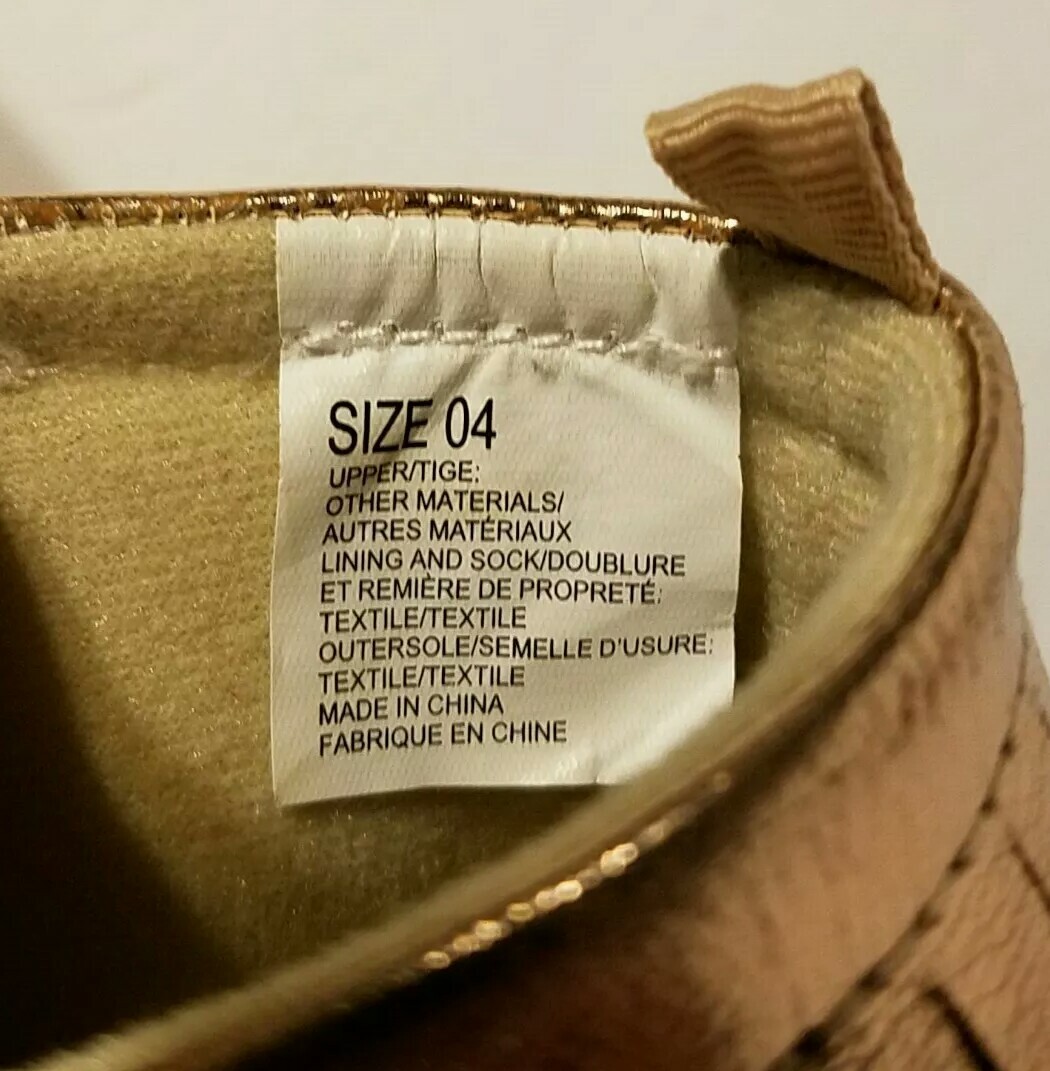 SIZE 04
UPPER/TIGE:
OTHER MATERIALS/
AUTRES MATÉRIAUX
LINING AND SOCK/DOUBLURE
ET REMIÈRE DE PROPRETÉ:
TEXTILE/TEXTILE
OUTERSOLE/SEMELLE D'USURE:
TEXTILE/TEXTILE
MADE IN CHINA
FABRIQUE EN CHINE